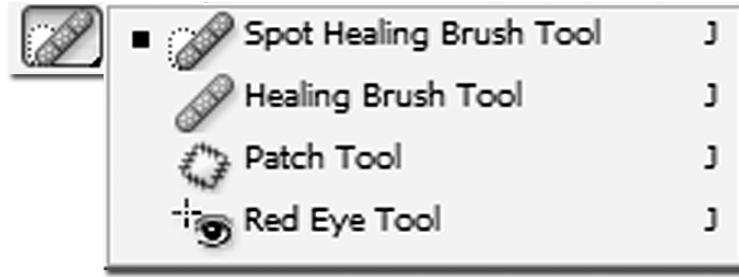 Spot Healing Brush Tool J
Healing Brush Tool J
Patch Tool J
Red Eye Tool J